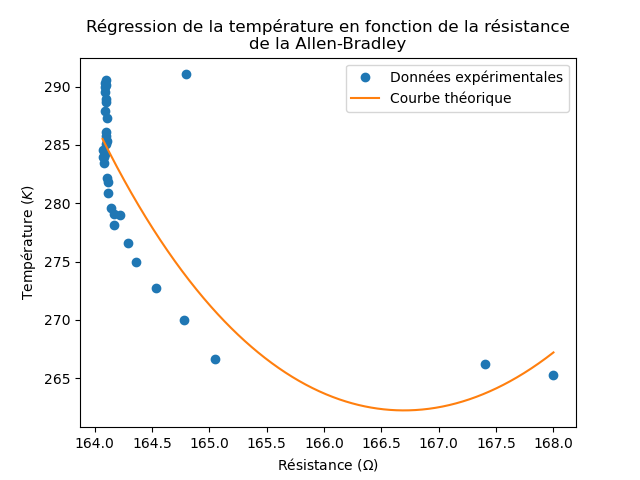 Régression de la température en fonction de la résistance
de la Allen-Bradley
Données expérimentales
Courbe théorique
Température (K)
290
285
280
275
270
265
164.0 164.5 165.0 165.5 166.0 166.5 167.0 167.5 168.0
Résistance (Ω)